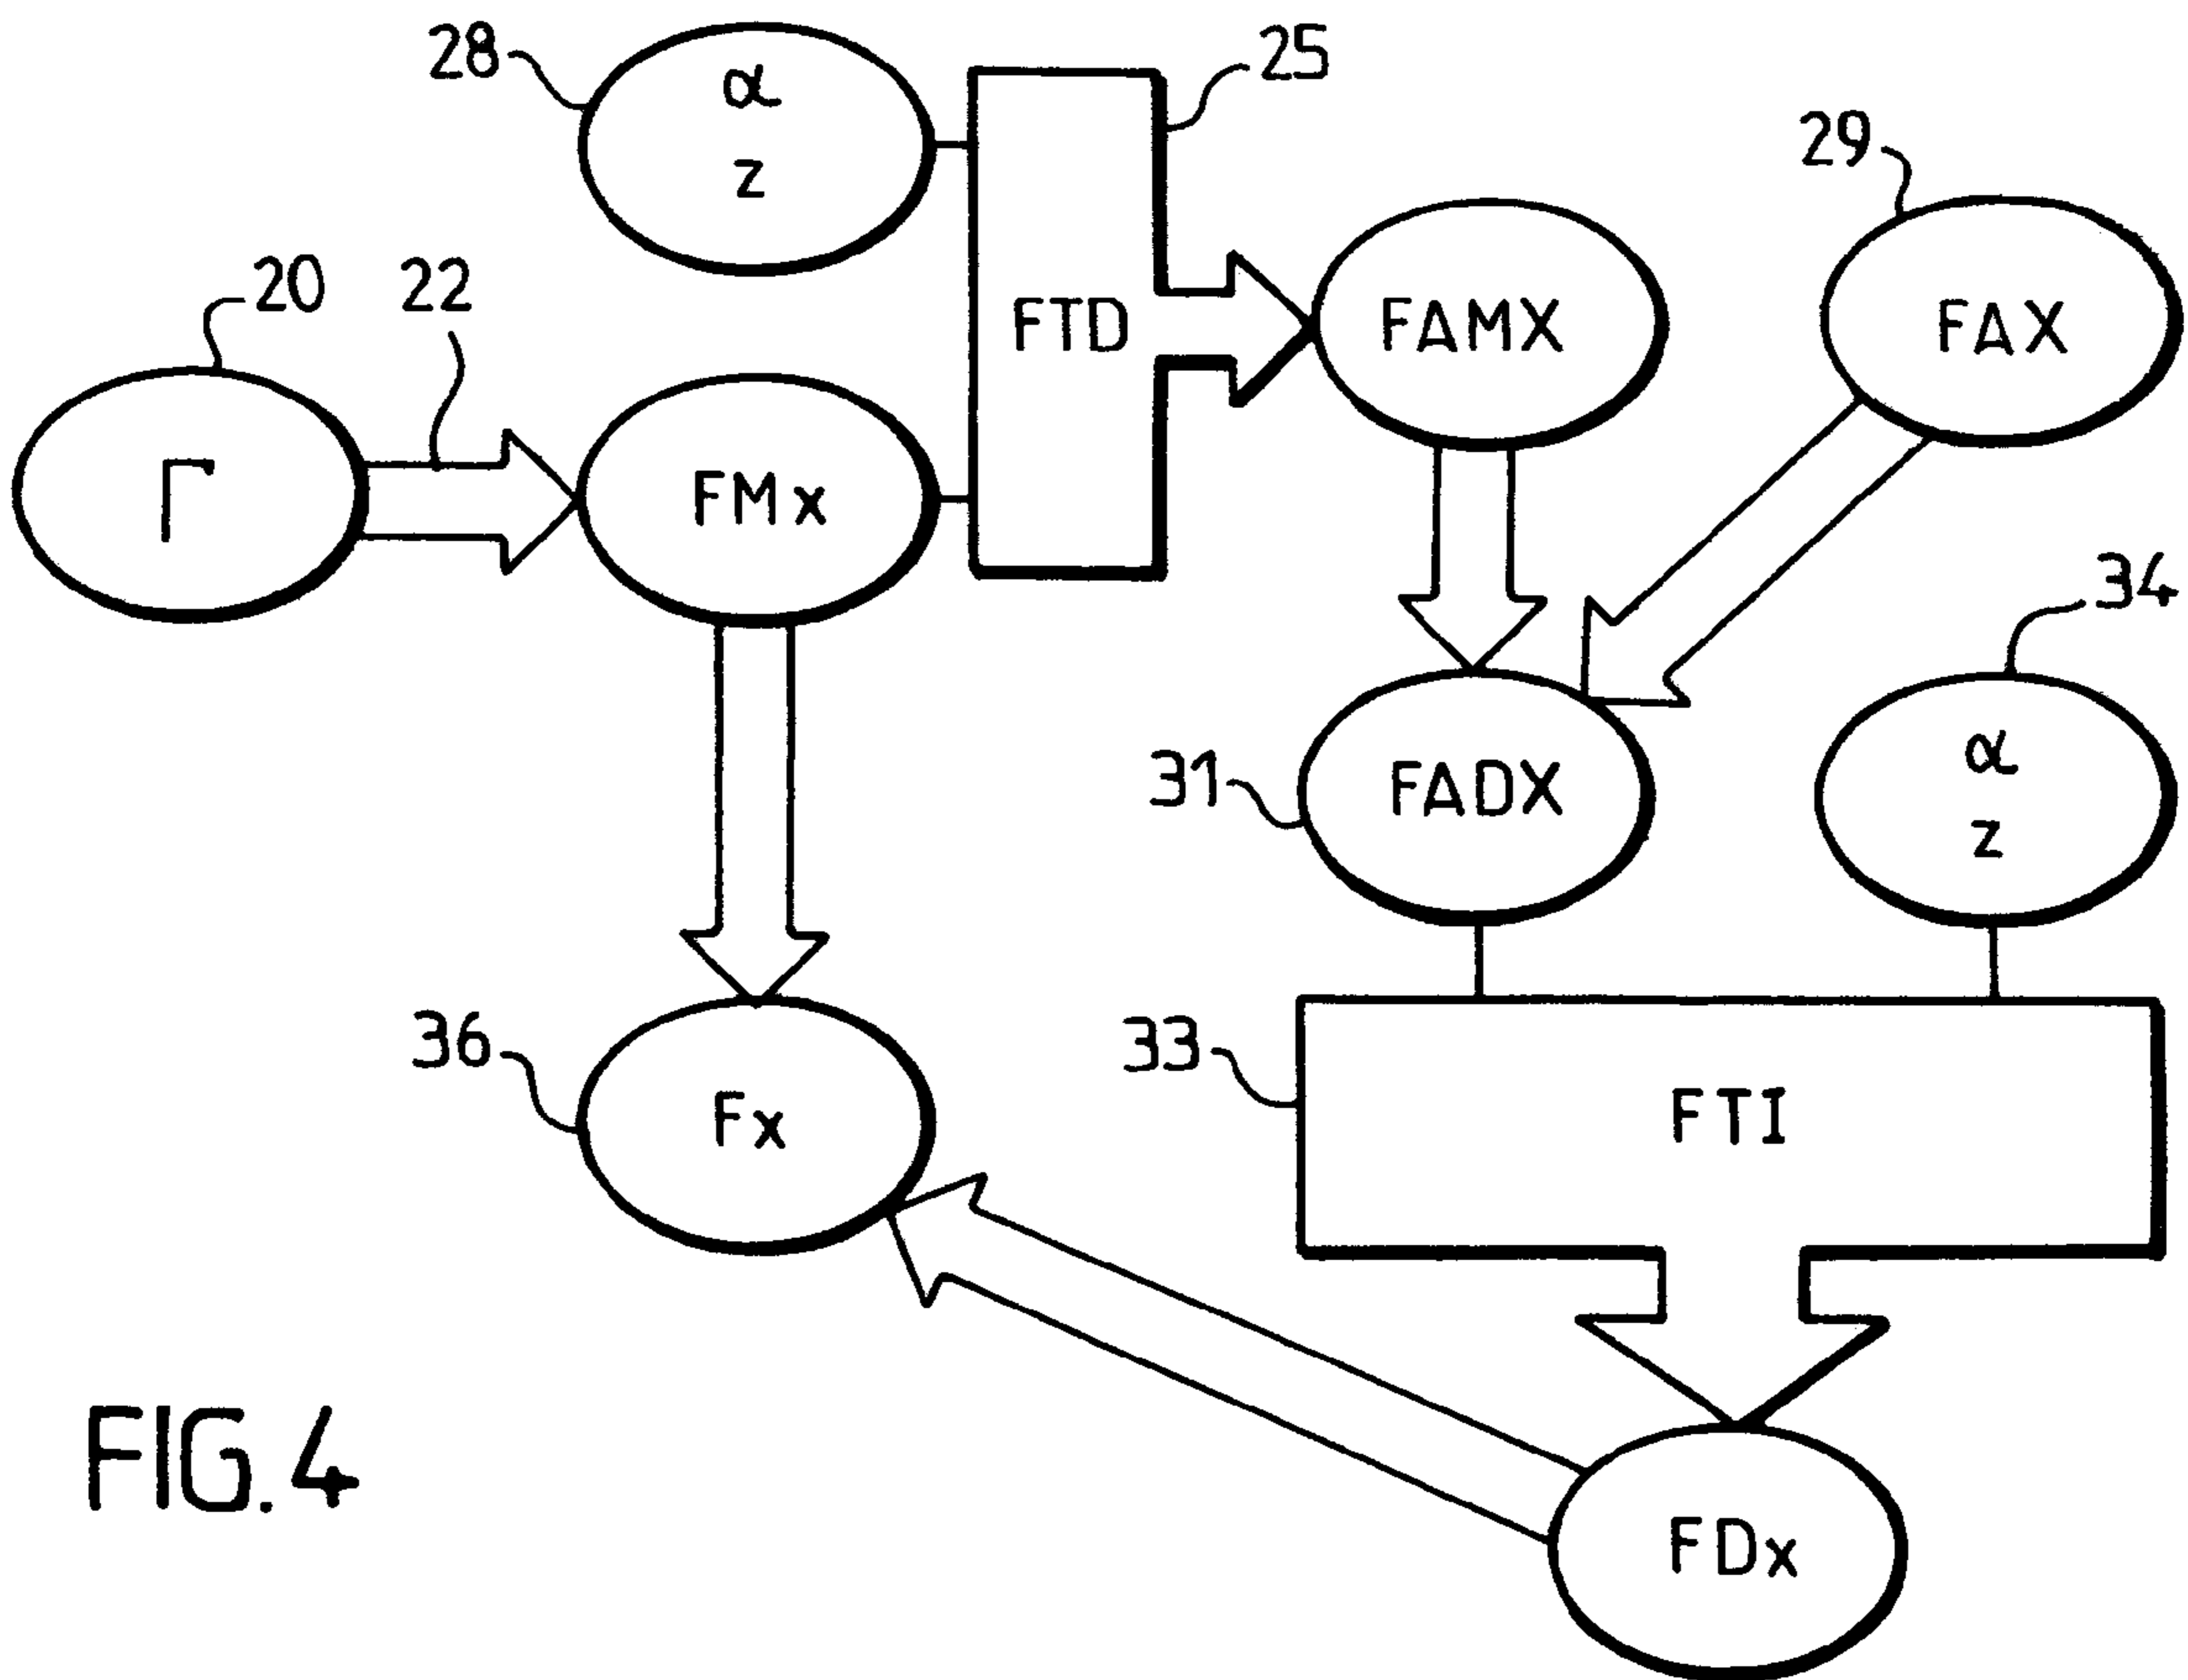 28
α
z
25
29
20
22
FTD
FAMX
FAX
Γ
FMx
34
31
FADX
α
z
36
Fx
33
FTI
FIG.4
FDx